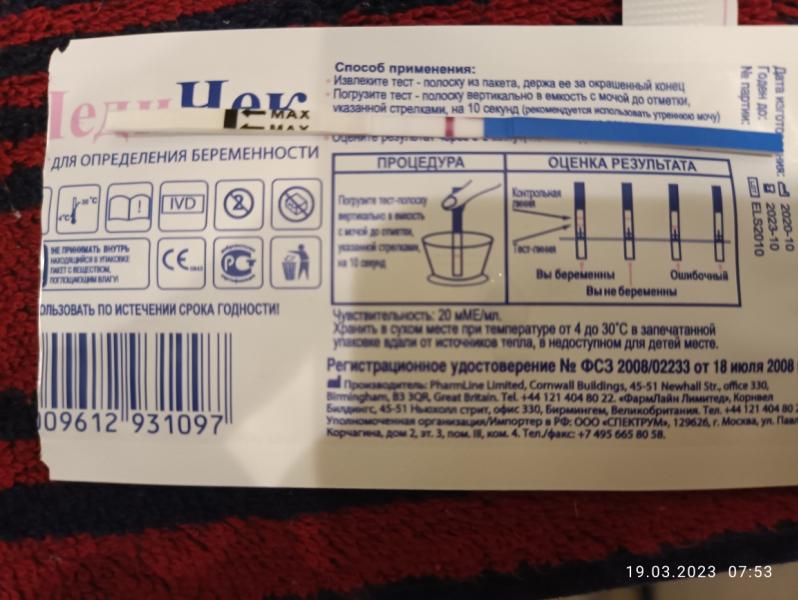 Способ применения:
Извлеките тест - полоску из пакета, держа ее за окрашенный конец
Погрузите тест - полоску вертикально в емкость с мочой до отметки,
указанной стрелками, на 10 секунд (рекомендуется использовать утреннюю мочу)
Оцените результат
Чек
MAX
MAX
ДЛЯ ОПРЕДЕЛЕНИЯ БЕРЕМЕННОСТИ
IVD
2
НЕ ПРИНИМАТЬ ВНУТРЬ
НАХОДЯЩИЙСЯ В УПАКОВКЕ
ПАКЕТ С ВЕЩЕСТВОМ,
ПОГЛОЩАЮЩИМ ВЛАГУ!
CE
ПО ИСТЕЧЕНИИ СРОКА ГОДНОСТИ!
009612 931097
ПРОЦЕДУРА
Погрузите тест-полоску
вертикально в емкость
с мочой до отметки,
указанной стрелками,
на 10 секунд
ОЦЕНКА РЕЗУЛЬТАТА
Контрольная
линия
Тест-линия
Вы беременны
Вы не беременны
Ошибочный
Годен до:
№ партии:
2020-10
2023-10
ELS2010
Чувствительность: 20 мМЕ/мл.
Хранить в сухом месте при температуре от 4 до 30°С в запечатанной
упаковке вдали от источников тепла, в недоступном для детей месте.
Регистрационное удостоверение № ФСЗ 2008/02233 от 18 июля 2008
Производитель: PharmLine Limited, Cornwall Buildings, 45-51 Newhall Str., office 330,
Birmingham, B3 3QR, Great Britain. Tel. +44 121 404 80 22. «ФармЛайн Лимитед», Корнвел
Билдингс, 45-51 Ньюхолл стрит, офис 330, Бирмингем, Великобритания. Тел. +44 121 404 80
Уполномоченная организация/Импортер в РФ: ООО «СПЕКТРУМ», 129626, г. Москва, ул.
Корчагина, дом 2, эт. 3, пом. III, ком. 4. Тел./факс: +7 495 665 80 58.
19.03.2023 07:53